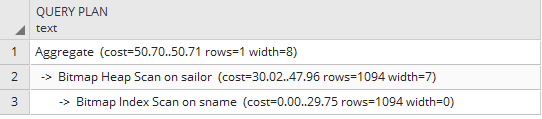 QUERY PLAN
text
1 Aggregate (cost=50.70..50.71 rows=1 width=8)
2 -> Bitmap Heap Scan on sailor (cost=30.02..47.96 rows=1094 width=7)
3 -> Bitmap Index Scan on sname (cost=0.00..29.75 rows=1094 width=0)